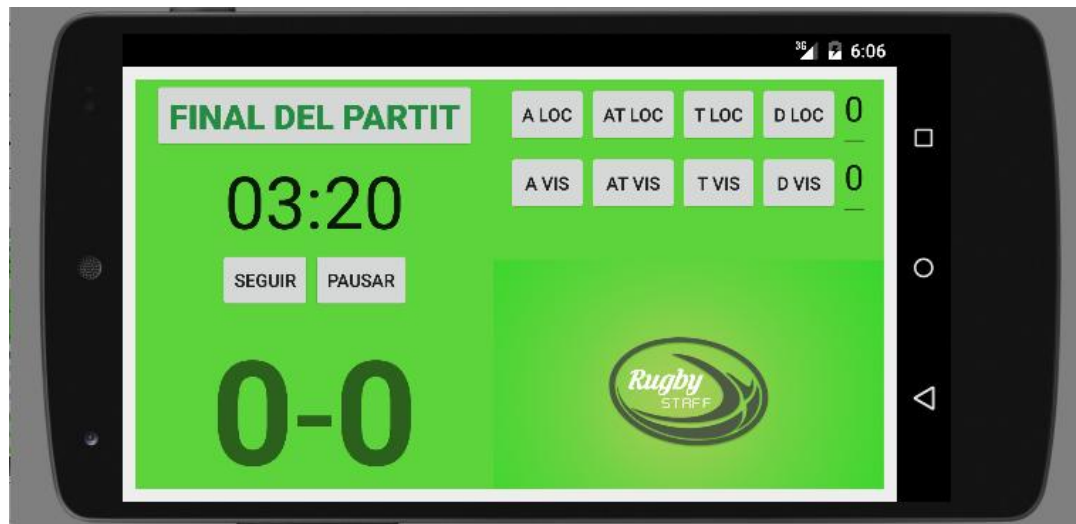 3G 6:06
FINAL DEL PARTIT
03:20
SEGUIR PAUSAR
0-0
A LOC AT LOC T LOC D LOC 0
A VIS AT VIS T VIS D VIS 0
Rugby
STAFF